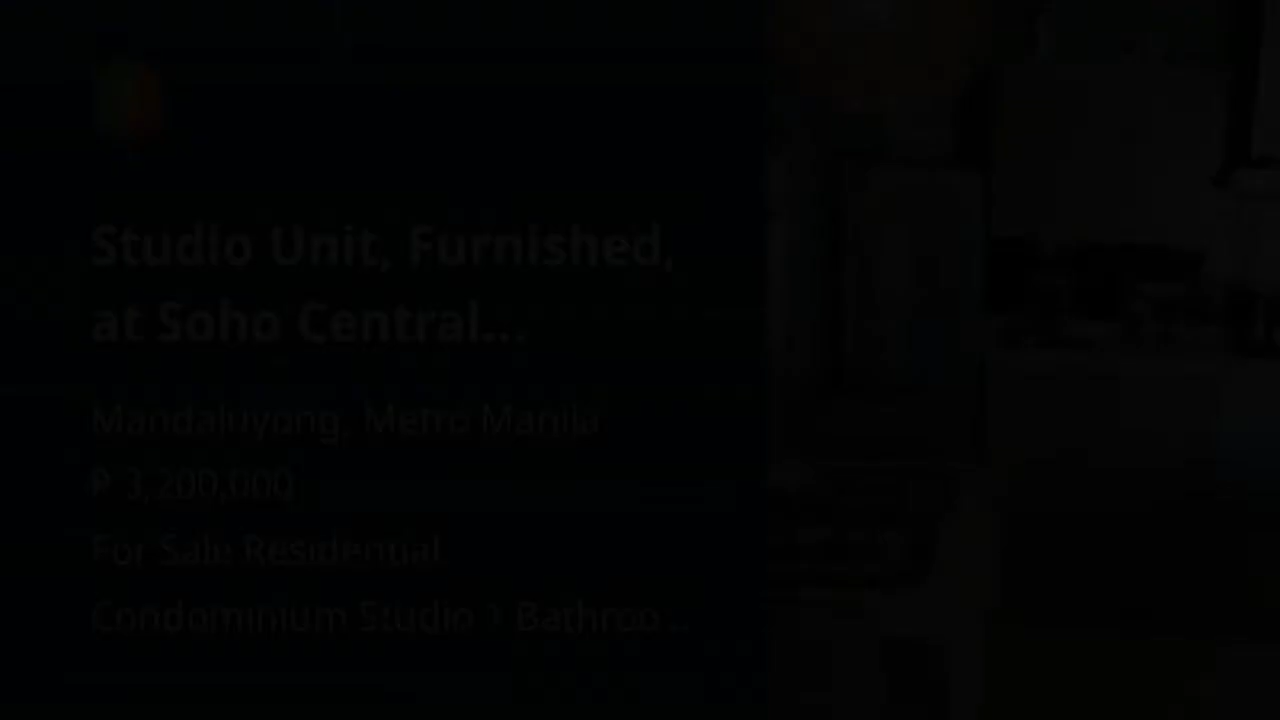 Studio Unit, Furnished,
at Soho Central...
Mandaluyong, Metro Manila
₱ 3,200,000
For Sale Residential
Condominium Studio 1 Bathroo...